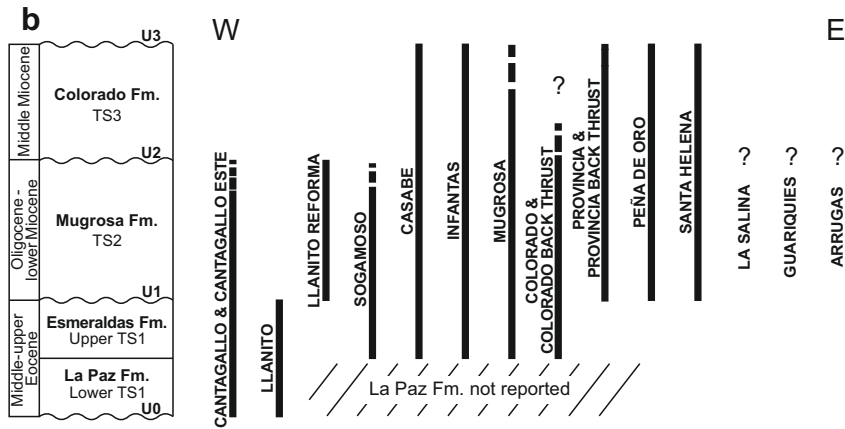 b
W
E
U3
Middle Miocene
Colorado Fm.
TS3
U2
Oligocene -
lower Miocene
Mugrosa Fm.
TS2
U1
Middle-upper
Eocene
Esmeraldas Fm.
Upper TS1
La Paz Fm.
Lower TS1
U0
CANTAGALLO & CANTAGALLO ESTE
LLANITO
LLANITO REFORMA
SOGAMOSO
CASABE
INFANTAS
MUGROSA
?
COLORADO &
COLORADO BACK THRUST
PROVINCIA &
PROVINCIA BACK THRUST
PEÑA DE ORO
SANTA HELENA
?
LA SALINA
?
GUARIQUIES
?
ARRUGAS
La Paz Fm. not reported